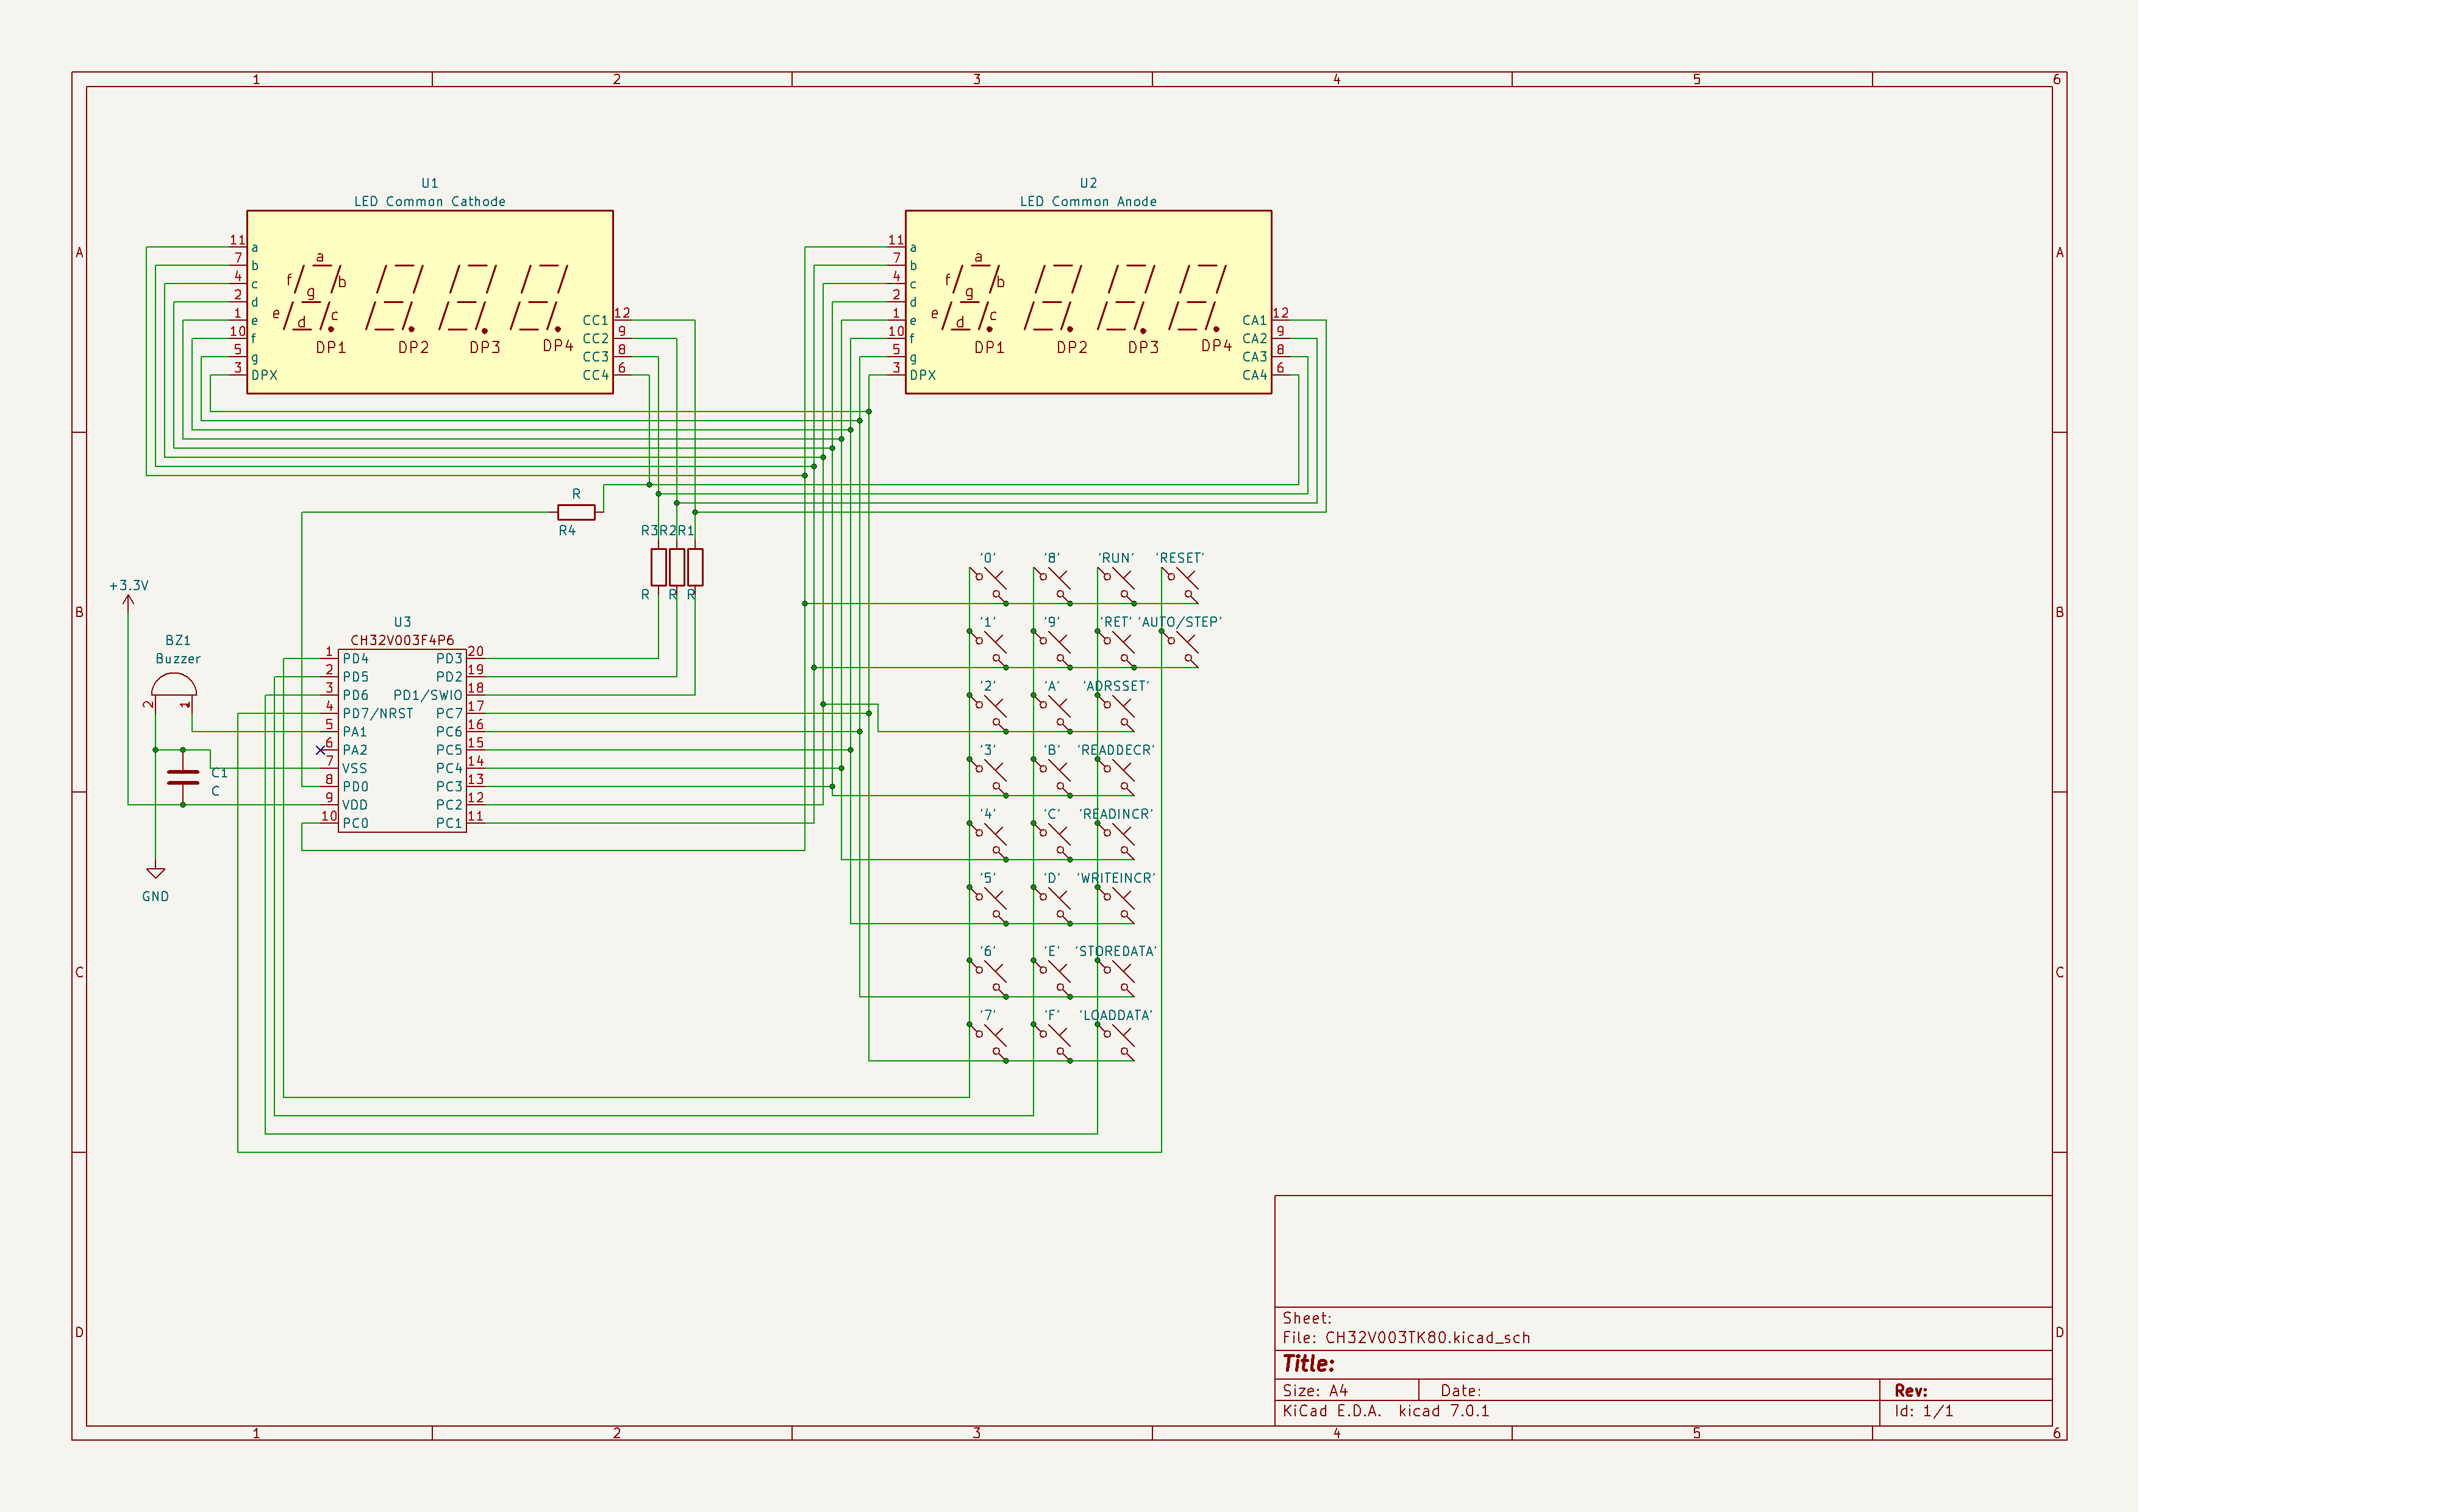 1 2 3 4 5 6
A A
B B
C C
D D
U1
LED Common Cathode
11 a
7 b
4 c
2 d
1 e
10 f
5 g
3 DPX
a
f b
g
e d c
DP1 DP2 DP3 DP4
CC1 12
CC2 9
CC3 8
CC4 6
U2
LED Common Anode
11 a
7 b
4 c
2 d
1 e
10 f
5 g
3 DPX
a
f b
g
e d c
DP1 DP2 DP3 DP4
CA1 12
CA2 9
CA3 8
CA4 6
R
R4
R3 R2 R1
R R R
+3.3V
BZ1
Buzzer
2 1
C1
C
GND
U3
CH32V003F4P6
1 PD4 PD3 20
2 PD5 PD2 19
3 PD6 PD1/SWIO 18
4 PD7/NRST PC7 17
5 PA1 PC6 16
6 PA2 PC5 15
7 VSS PC4 14
8 PD0 PC3 13
9 VDD PC2 12
10 PC0 PC1 11
'0' '8' 'RUN' 'RESET'
'1' '9' 'RET' 'AUTO/STEP'
'2' 'A' 'ADRSSET'
'3' 'B' 'READDECR'
'4' 'C' 'READINCR'
'5' 'D' 'WRITEINCR'
'6' 'E' 'STOREDATA'
'7' 'F' 'LOADDATA'
Sheet:
File: CH32V003TK80.kicad_sch
Title:
Size: A4 Date: Rev:
KiCad E.D.A. kicad 7.0.1 Id: 1/1
1 2 3 4 5 6